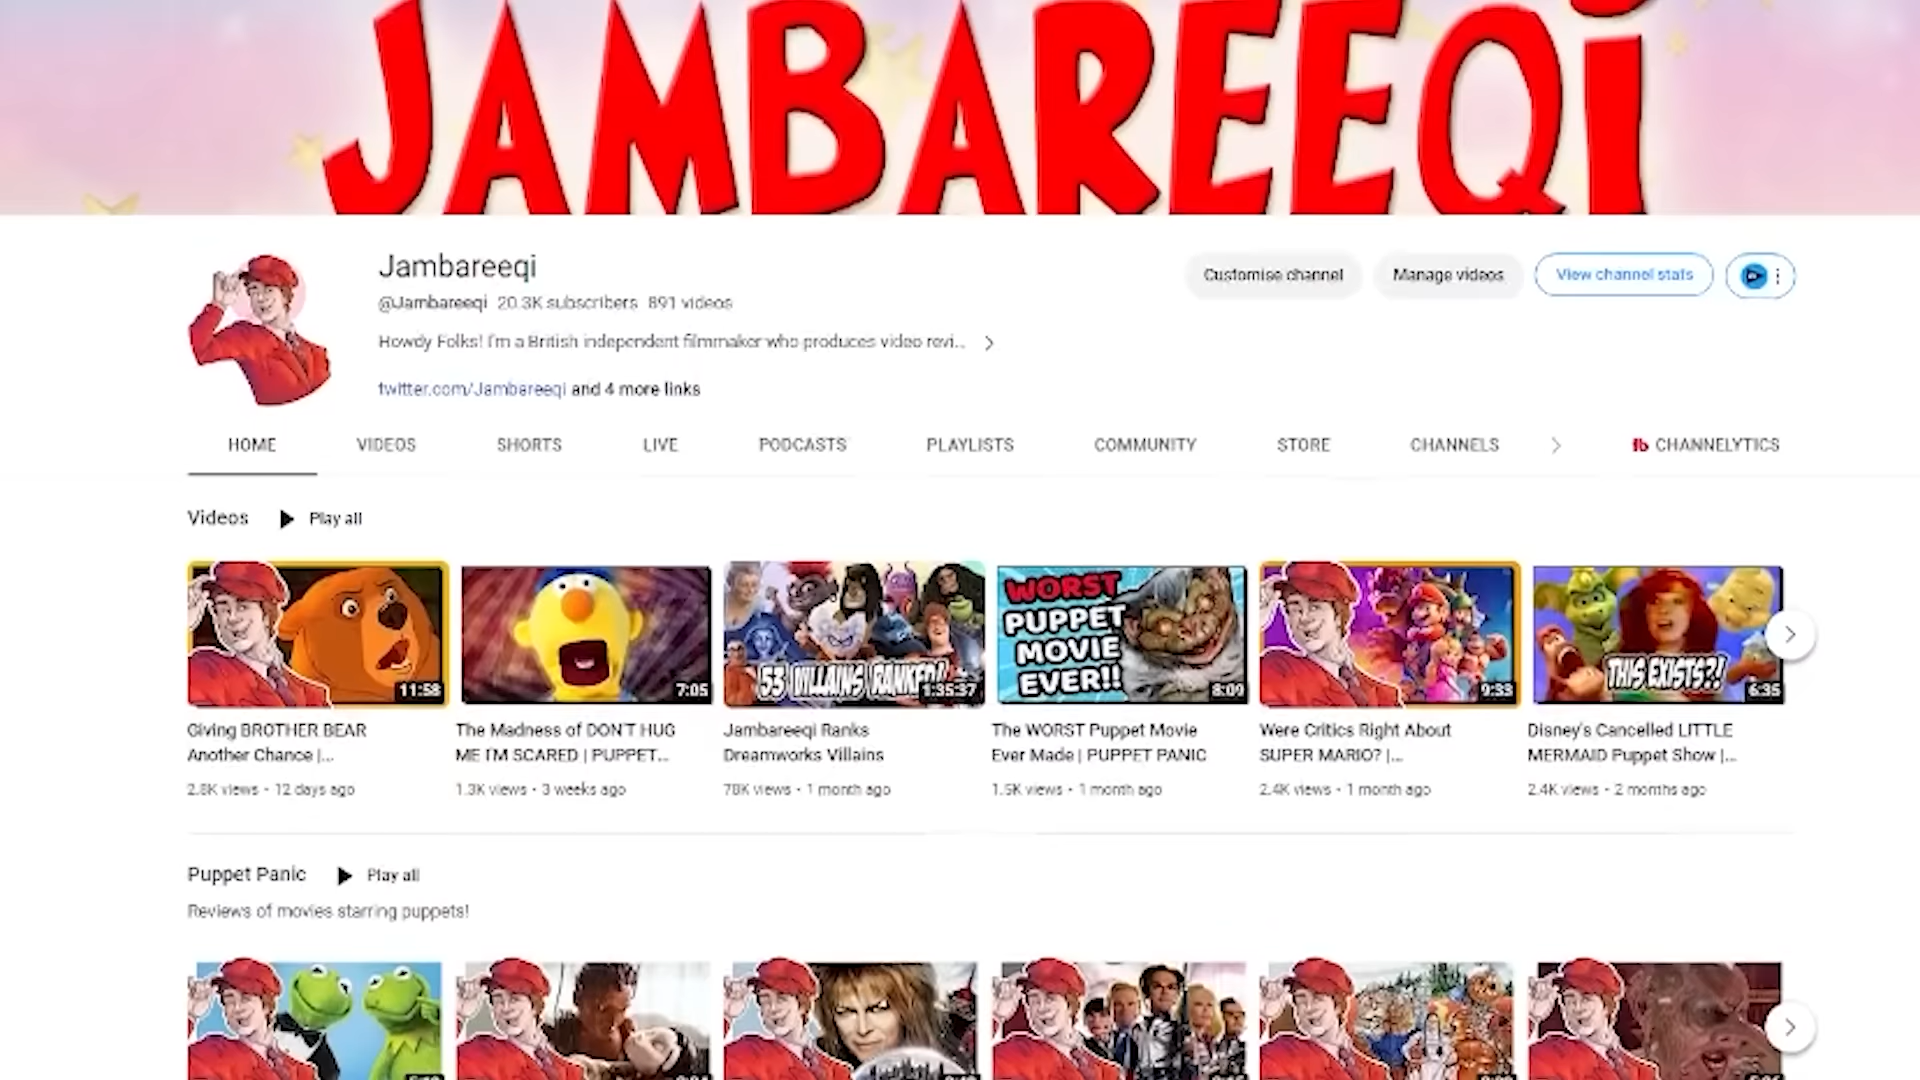 JAMBAREEQi
Jambareeqi
@Jambareeqi 20.3K subscribers 891 videos
Howdy Folks! I'm a British independent filmmaker who produces video revi...
twitter.com/Jambareeqi and 4 more links
Customise channel Manage videos View channel stats
HOME VIDEOS SHORTS LIVE PODCASTS PLAYLISTS COMMUNITY STORE CHANNELS CHANNELYTICS
Videos Play all
11:58
7:05
53 VILLAINS RANKED!
1:35:37
WORST
PUPPET
MOVIE
EVER!!
8:09
9:33
THIS EXISTS?!
6:35
Giving BROTHER BEAR
Another Chance |...
2.8K views • 12 days ago
The Madness of DON'T HUG
ME I'M SCARED | PUPPET...
1.3K views • 3 weeks ago
Jambareeqi Ranks
Dreamworks Villains
78K views • 1 month ago
The WORST Puppet Movie
Ever Made | PUPPET PANIC
1.5K views • 1 month ago
Were Critics Right About
SUPER MARIO? |...
2.4K views • 1 month ago
Disney's Cancelled LITTLE
MERMAID Puppet Show |...
2.4K views • 2 months ago
Puppet Panic Play all
Reviews of movies starring puppets!